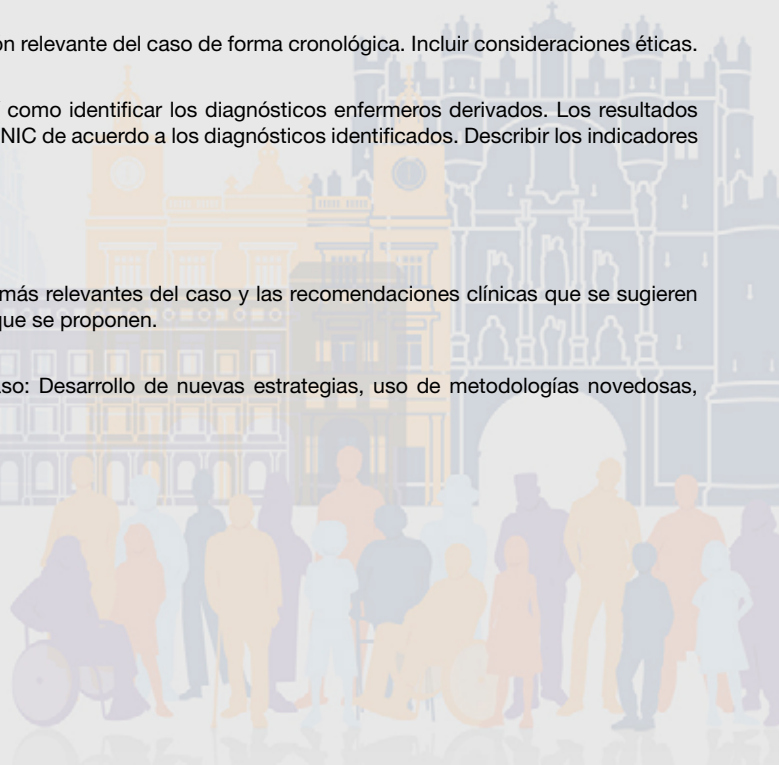 ón relevante del caso de forma cronológica. Incluir consideraciones éticas.
como identificar los diagnósticos enfermeros derivados. Los resultados
NIC de acuerdo a los diagnósticos identificados. Describir los indicadores
más relevantes del caso y las recomendaciones clínicas que se sugieren
que se proponen.
so: Desarrollo de nuevas estrategias, uso de metodologías novedosas,